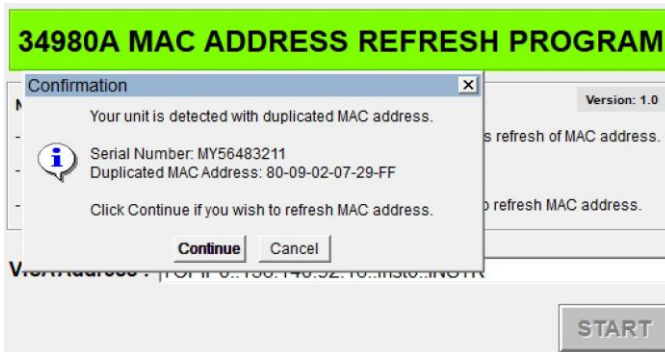 34980A MAC ADDRESS REFRESH PROGRAM
Confirmation
Version: 1.0
Your unit is detected with duplicated MAC address.
s refresh of MAC address.
Serial Number: MY56483211
Duplicated MAC Address: 80-09-02-07-29-FF
Click Continue if you wish to refresh MAC address.
o refresh MAC address.
Continue Cancel
START